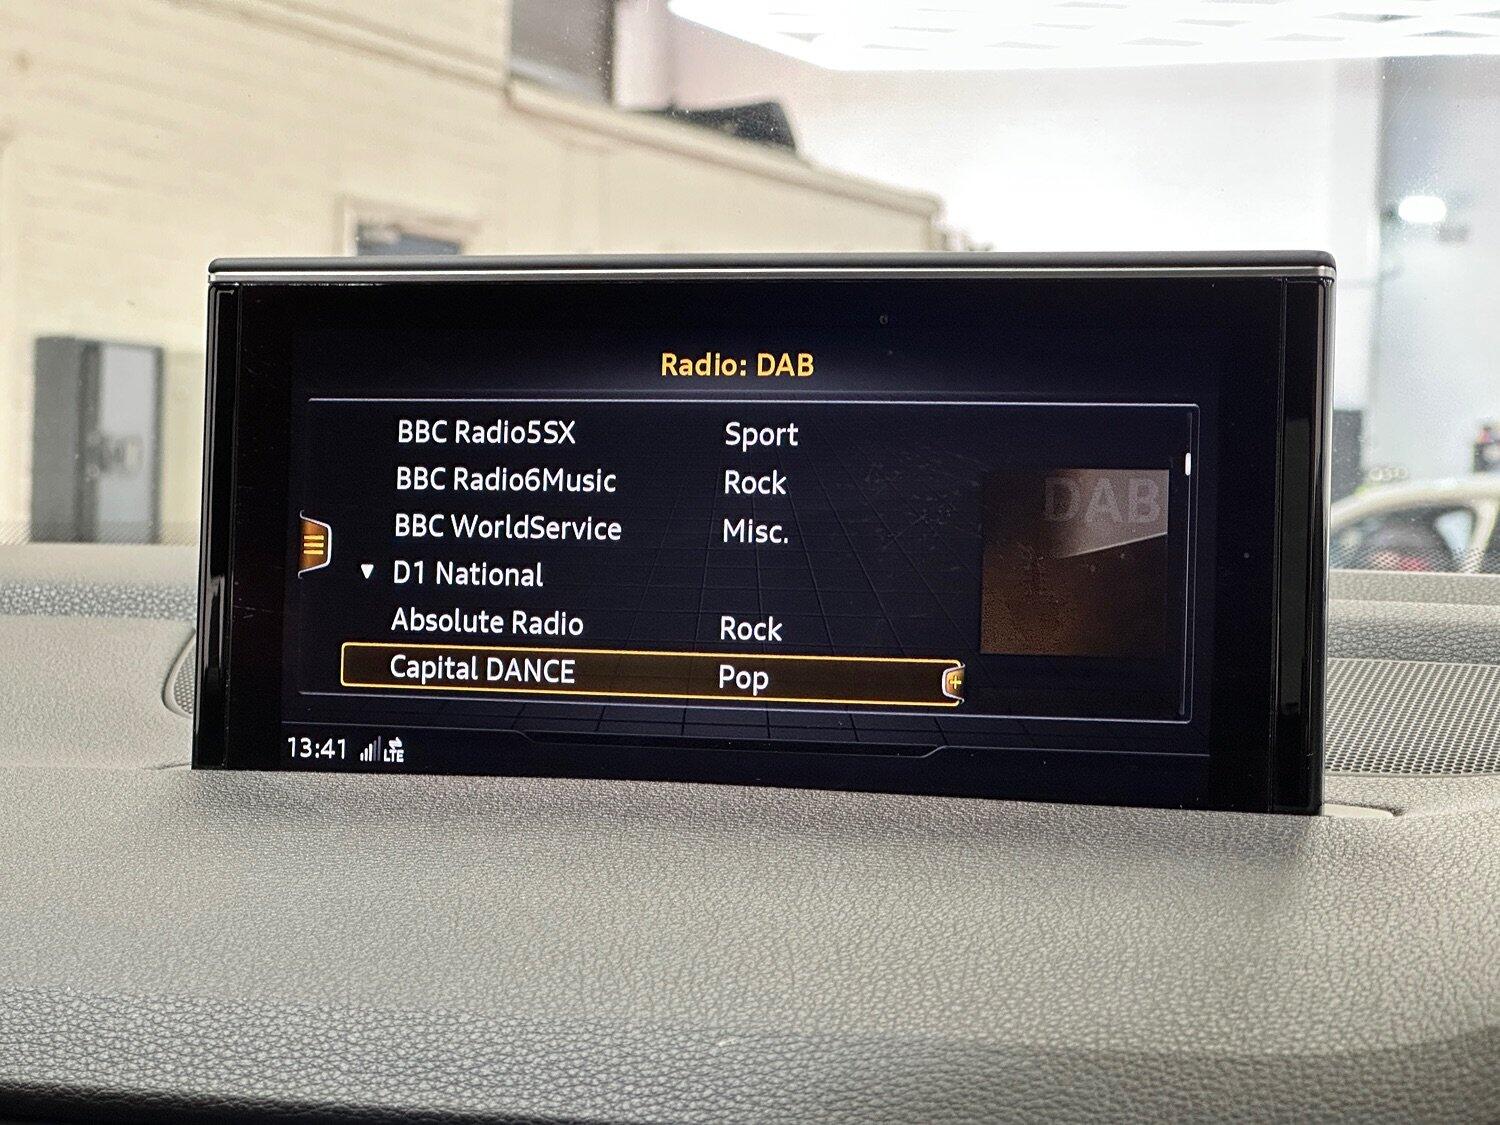 Radio: DAB
BBC Radio5SX Sport
BBC Radio6Music Rock
BBC WorldService Misc.
D1 National
Absolute Radio Rock
Capital DANCE Pop
DAB
13:41 LTE